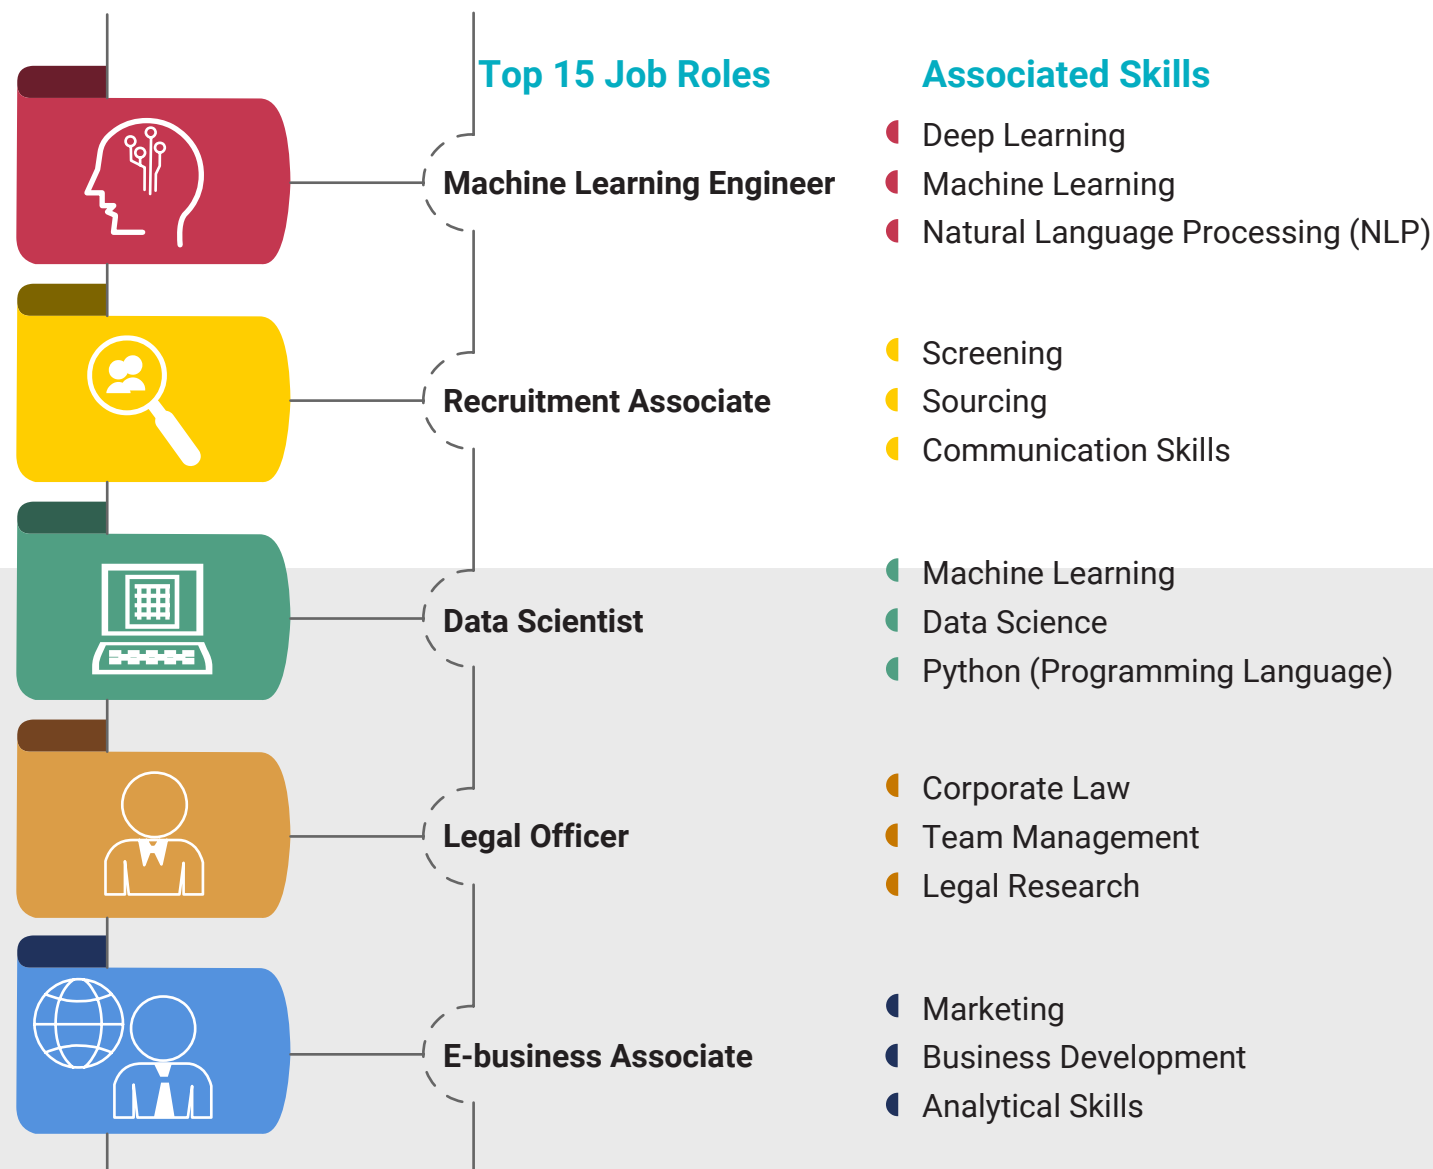 Top 15 Job Roles
Associated Skills
Machine Learning Engineer
Deep Learning
Machine Learning
Natural Language Processing (NLP)
Recruitment Associate
Screening
Sourcing
Communication Skills
Data Scientist
Machine Learning
Data Science
Python (Programming Language)
Legal Officer
Corporate Law
Team Management
Legal Research
E-business Associate
Marketing
Business Development
Analytical Skills